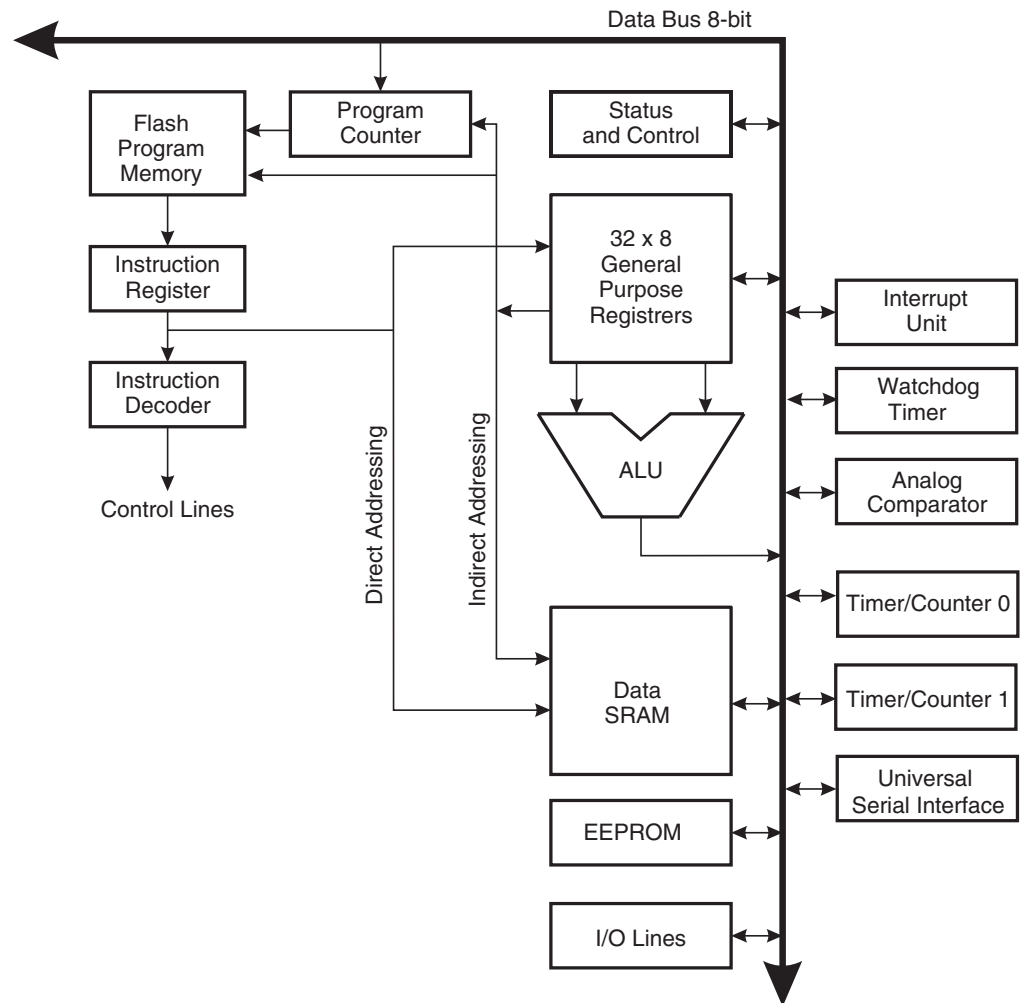 Data Bus 8-bit
Flash
Program
Memory
Program
Counter
Status
and Control
32 x 8
General
Purpose
Registrers
Instruction
Register
Instruction
Decoder
Control Lines
Direct Addressing
Indirect Addressing
ALU
Interrupt
Unit
Watchdog
Timer
Analog
Comparator
Timer/Counter 0
Data
SRAM
Timer/Counter 1
Universal
Serial Interface
EEPROM
I/O Lines